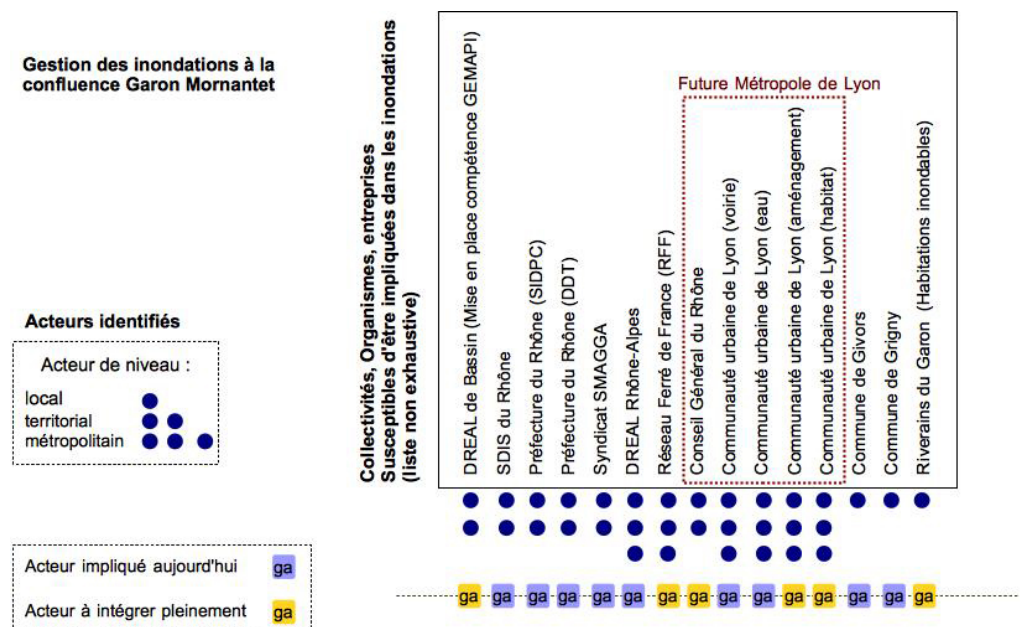 Gestion des inondations à la
confluence Garon Mornantet
Collectivités, Organismes, entreprises
Susceptibles d'être impliquées dans les inondations
(liste non exhaustive)
Future Métropole de Lyon
DREAL de Bassin (Mise en place compétence GEMAPI)
SDIS du Rhône
Préfecture du Rhône (SIDPC)
Préfecture du Rhône (DDT)
Syndicat SMAGGA
DREAL Rhône-Alpes
Réseau Ferré de France (RFF)
Conseil Général du Rhône
Communauté urbaine de Lyon (voirie)
Communauté urbaine de Lyon (eau)
Communauté urbaine de Lyon (aménagement)
Communauté urbaine de Lyon (habitat)
Commune de Givors
Commune de Grigny
Riverains du Garon (Habitations inondables)
Acteurs identifiés
Acteur de niveau :
local
territorial
métropolitain
Acteur impliqué aujourd'hui ga
Acteur à intégrer pleinement ga
ga ga ga ga ga ga ga ga ga ga ga ga ga ga ga